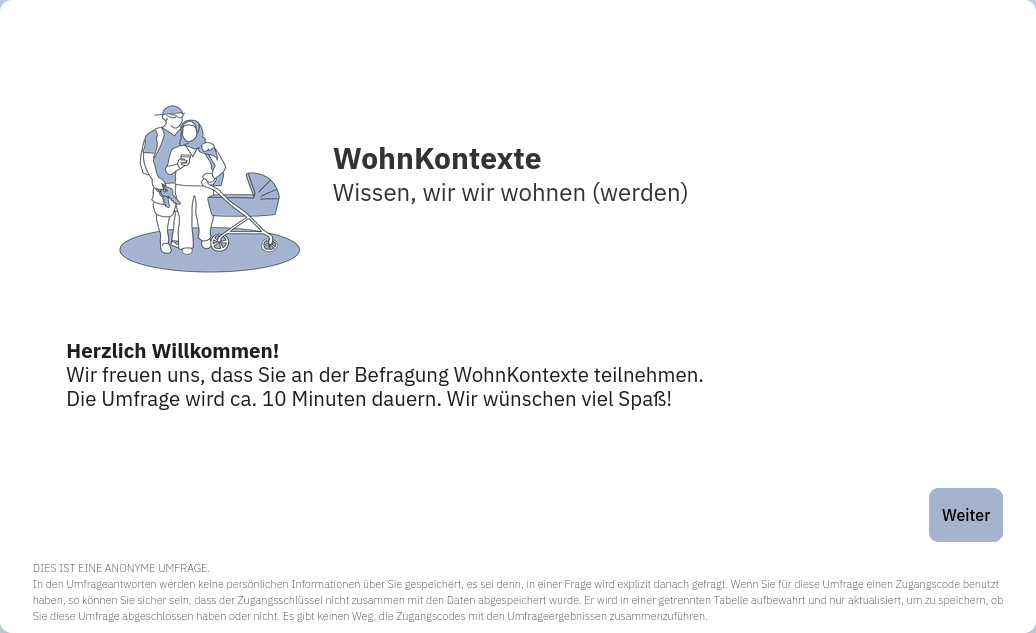 WohnKontexte
Wissen, wir wir wohnen (werden)
Herzlich Willkommen!
Wir freuen uns, dass Sie an der Befragung WohnKontexte teilnehmen.
Die Umfrage wird ca. 10 Minuten dauern. Wir wünschen viel Spaß!
Weiter
DIES IST EINE ANONYME UMFRAGE.
In den Umfrageantworten werden keine persönlichen Informationen über Sie gespeichert, es sei denn, in einer Frage wird explizit danach gefragt. Wenn Sie für diese Umfrage einen Zugangscode benutzt
haben, so können Sie sicher sein, dass der Zugangsschlüssel nicht zusammen mit den Daten abgespeichert wurde. Er wird in einer getrennten Tabelle aufbewahrt und nur aktualisiert, um zu speichern, ob
Sie diese Umfrage abgeschlossen haben oder nicht. Es gibt keinen Weg, die Zugangscodes mit den Umfrageergebnissen zusammenzuführen.